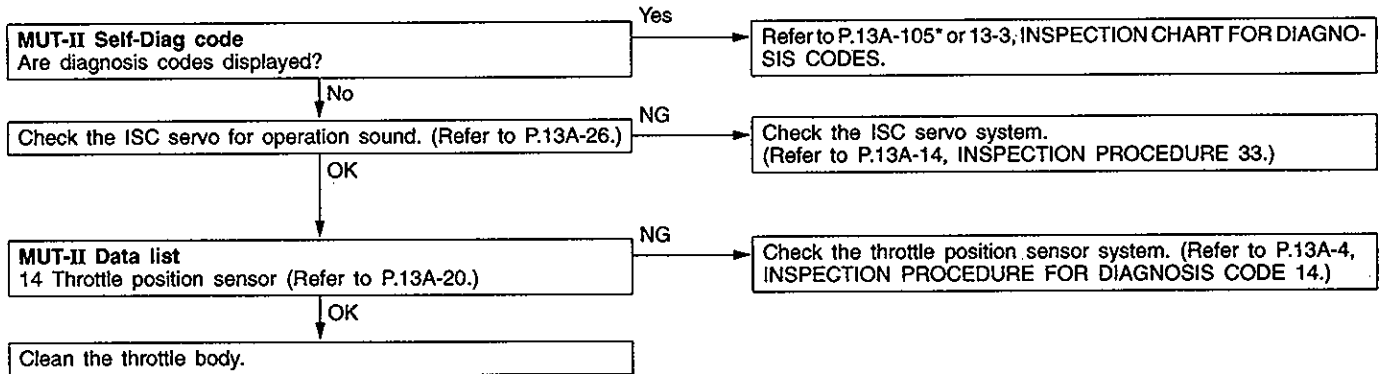 MUT-II Self-Diag code
Are diagnosis codes displayed?
Yes
Refer to P.13A-105* or 13-3, INSPECTION CHART FOR DIAGNO-
SIS CODES.
No
Check the ISC servo for operation sound. (Refer to P.13A-26.)
NG
Check the ISC servo system.
(Refer to P.13A-14, INSPECTION PROCEDURE 33.)
OK
MUT-II Data list
14 Throttle position sensor (Refer to P.13A-20.)
NG
Check the throttle position sensor system. (Refer to P.13A-4,
INSPECTION PROCEDURE FOR DIAGNOSIS CODE 14.)
OK
Clean the throttle body.